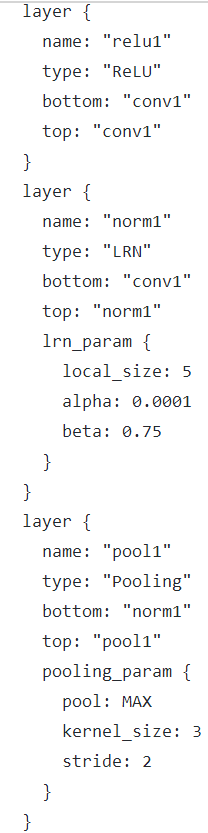 layer {
  name: "relu1"
  type: "ReLU"
  bottom: "conv1"
  top: "conv1"
}
layer {
  name: "norm1"
  type: "LRN"
  bottom: "conv1"
  top: "norm1"
  lrn_param {
    local_size: 5
    alpha: 0.0001
    beta: 0.75
  }
}
layer {
  name: "pool1"
  type: "Pooling"
  bottom: "norm1"
  top: "pool1"
  pooling_param {
    pool: MAX
    kernel_size: 3
    stride: 2
  }
}